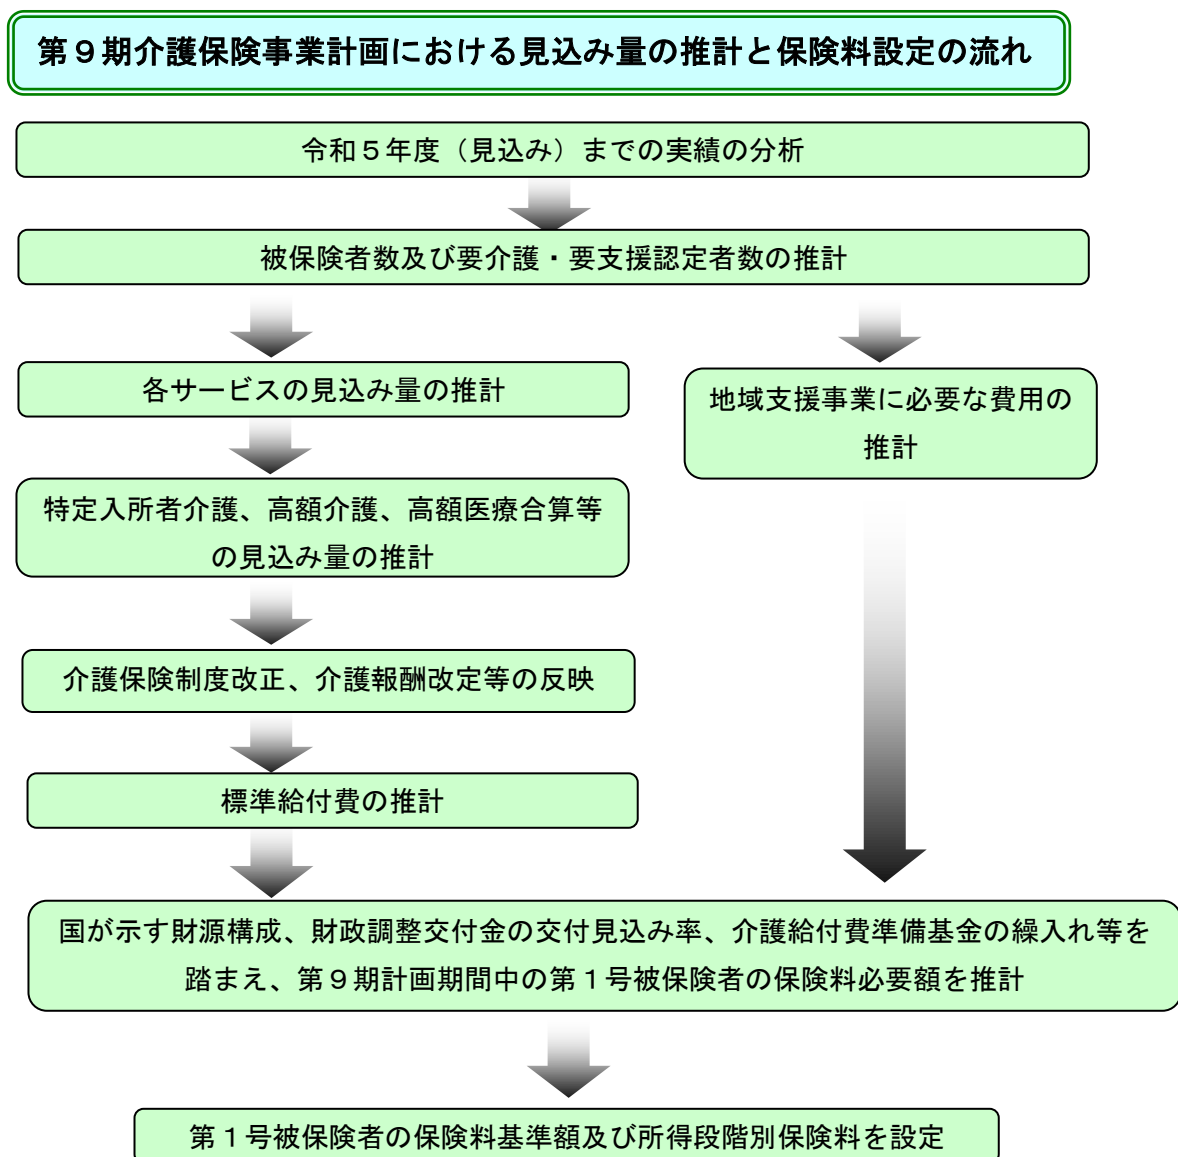 第９期介護保険事業計画における見込み量の推計と保険料設定の流れ
令和５年度（見込み）までの実績の分析
被保険者数及び要介護・要支援認定者数の推計
各サービスの見込み量の推計
地域支援事業に必要な費用の
推計
特定入所者介護、高額介護、高額医療合算等
の見込み量の推計
介護保険制度改正、介護報酬改定等の反映
標準給付費の推計
国が示す財源構成、財政調整交付金の交付見込み率、介護給付費準備基金の繰入れ等を
踏まえ、第９期計画期間中の第１号被保険者の保険料必要額を推計
第１号被保険者の保険料基準額及び所得段階別保険料を設定